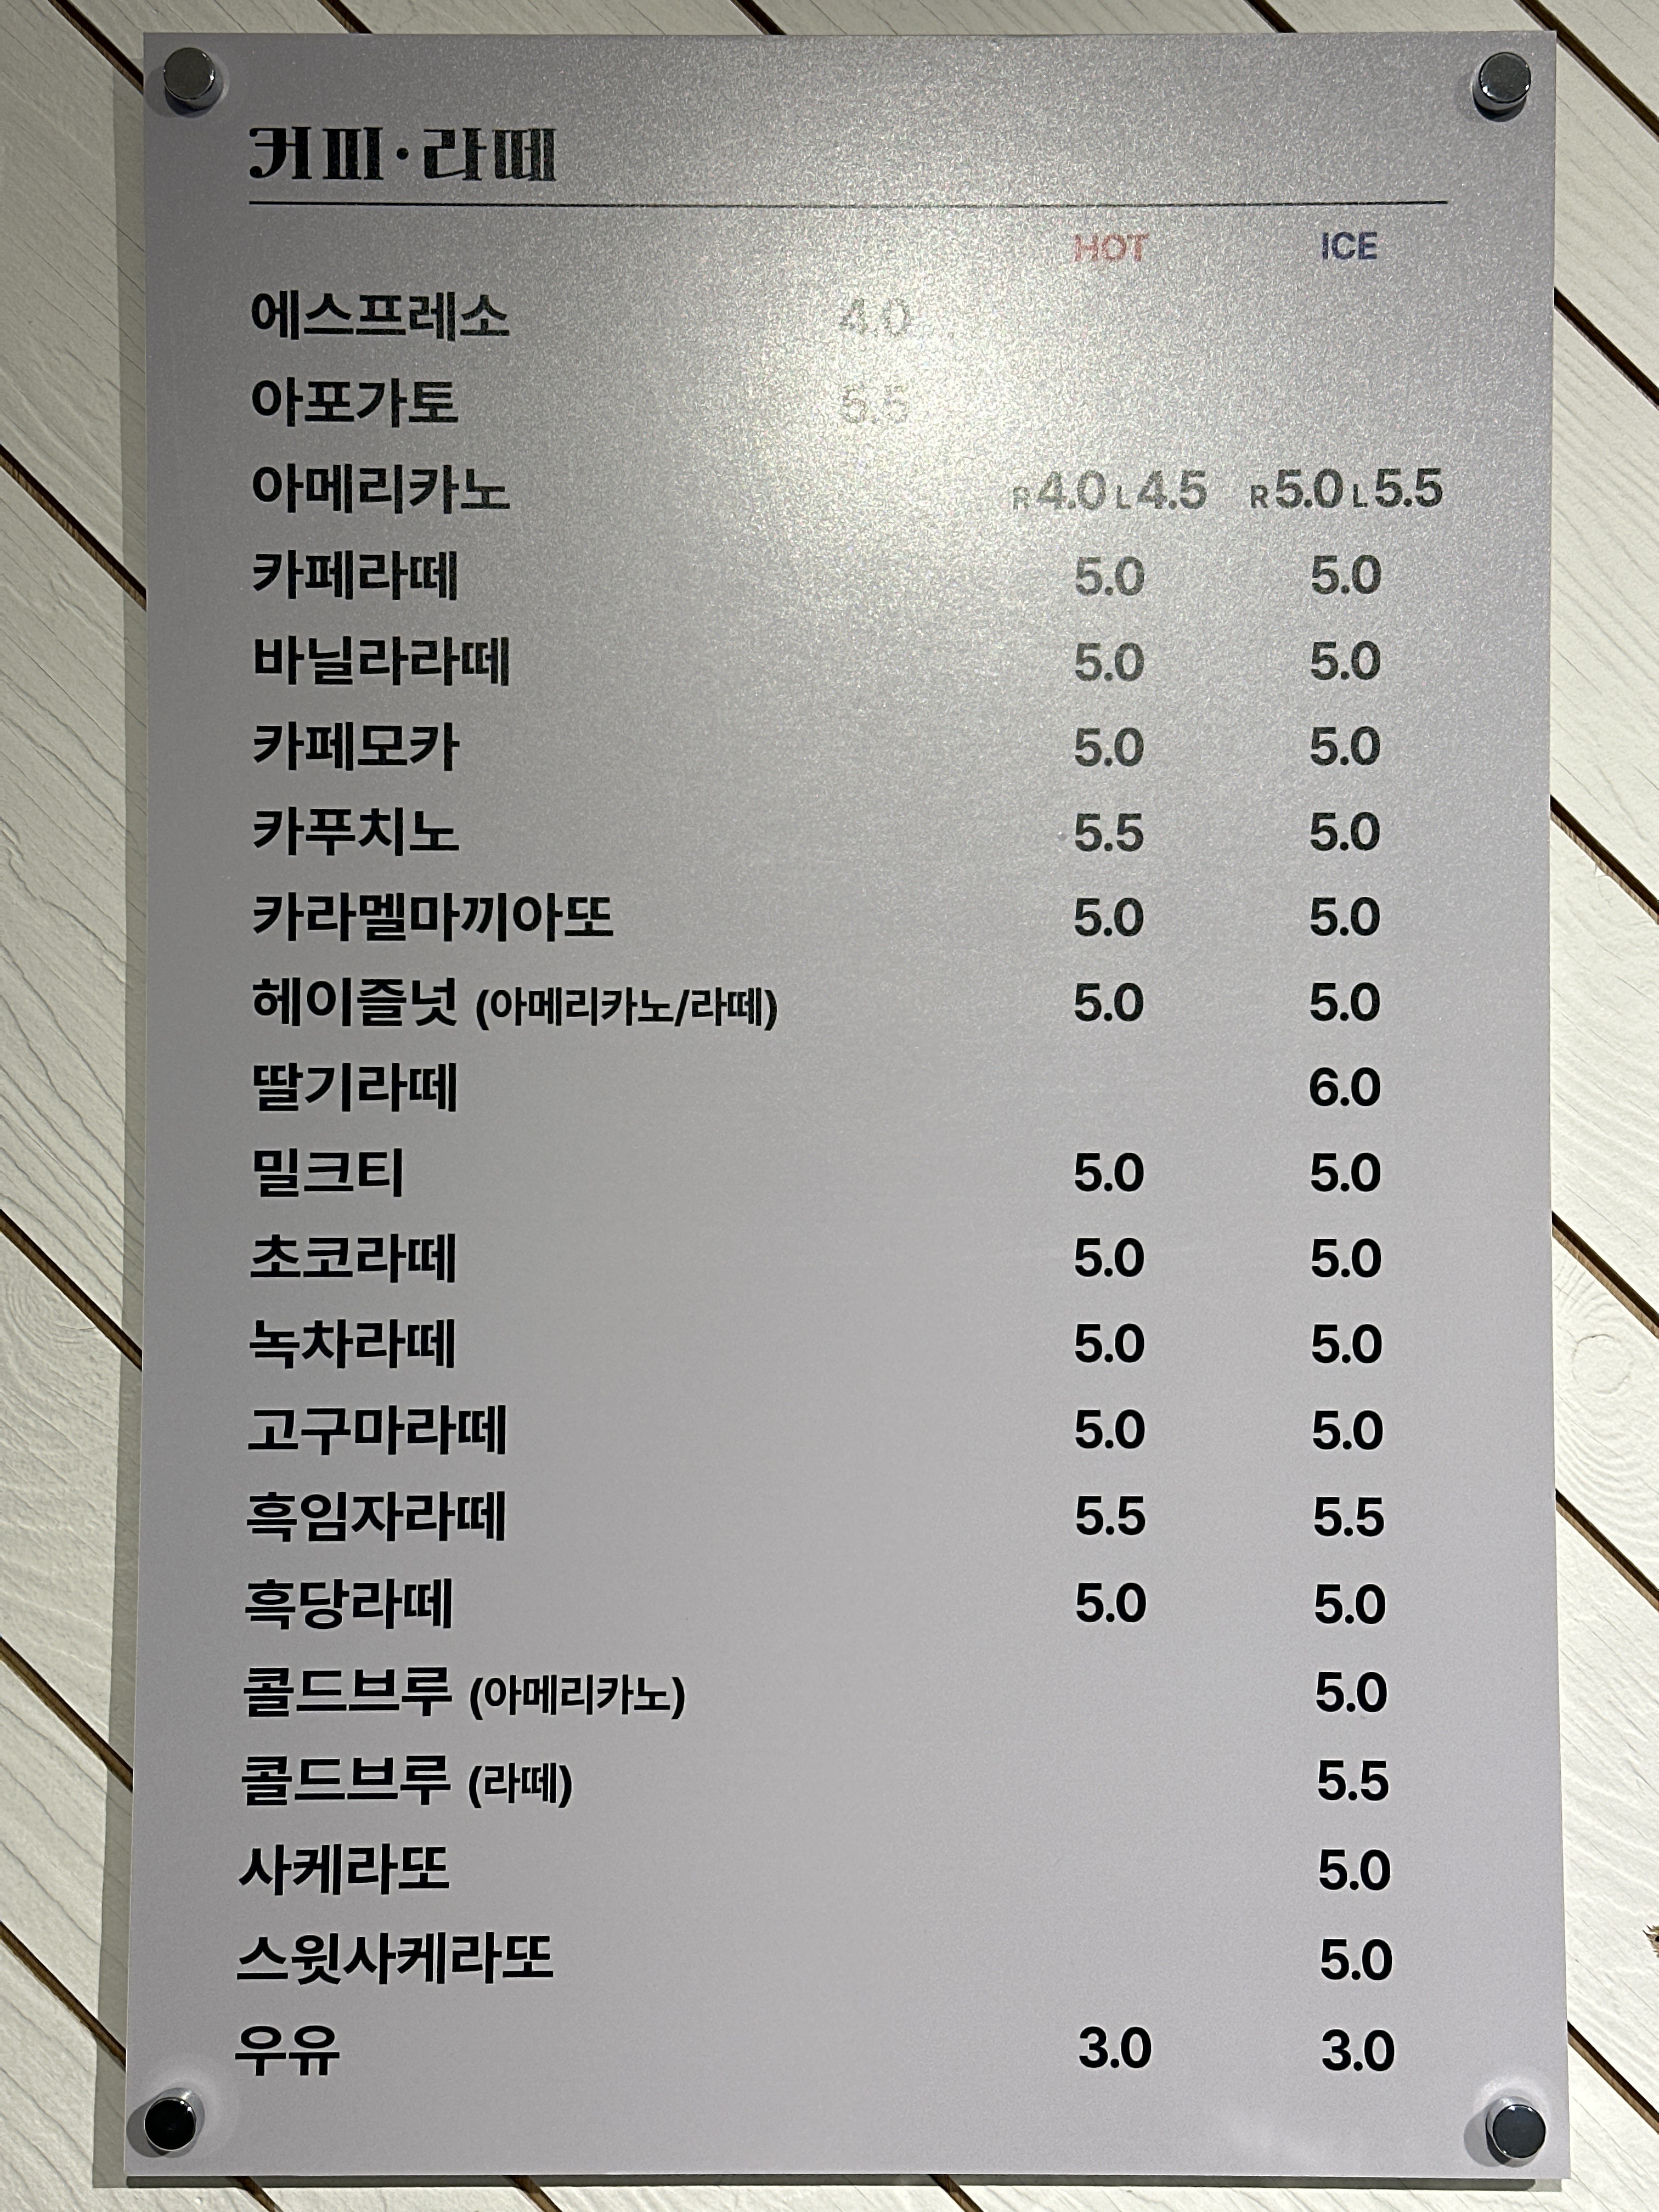 커피·라떼
HOT ICE
에스프레소 4.0
아포가토 5.5
아메리카노 R4.0 L4.5 R5.0 L5.5
카페라떼 5.0 5.0
바닐라라떼 5.0 5.0
카페모카 5.0 5.0
카푸치노 5.5 5.0
카라멜마끼아또 5.0 5.0
헤이즐넛 (아메리카노/라떼) 5.0 5.0
딸기라떼 6.0
밀크티 5.0 5.0
초코라떼 5.0 5.0
녹차라떼 5.0 5.0
고구마라떼 5.0 5.0
흑임자라떼 5.5 5.5
흑당라떼 5.0 5.0
콜드브루 (아메리카노) 5.0
콜드브루 (라떼) 5.5
사케라또 5.0
스윗사케라또 5.0
우유 3.0 3.0